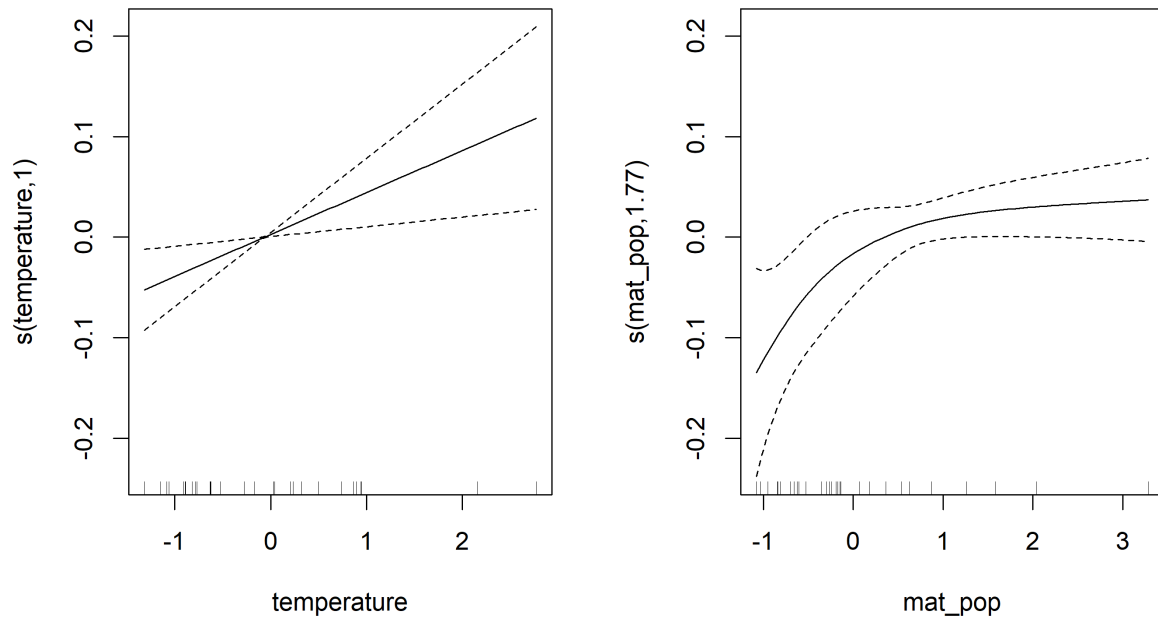 s(temperature,1)
0.2
0.1
0.0
-0.1
-0.2
-1 0 1 2
temperature
s(mat_pop,1.77)
0.2
0.1
0.0
-0.1
-0.2
-1 0 1 2 3
mat_pop